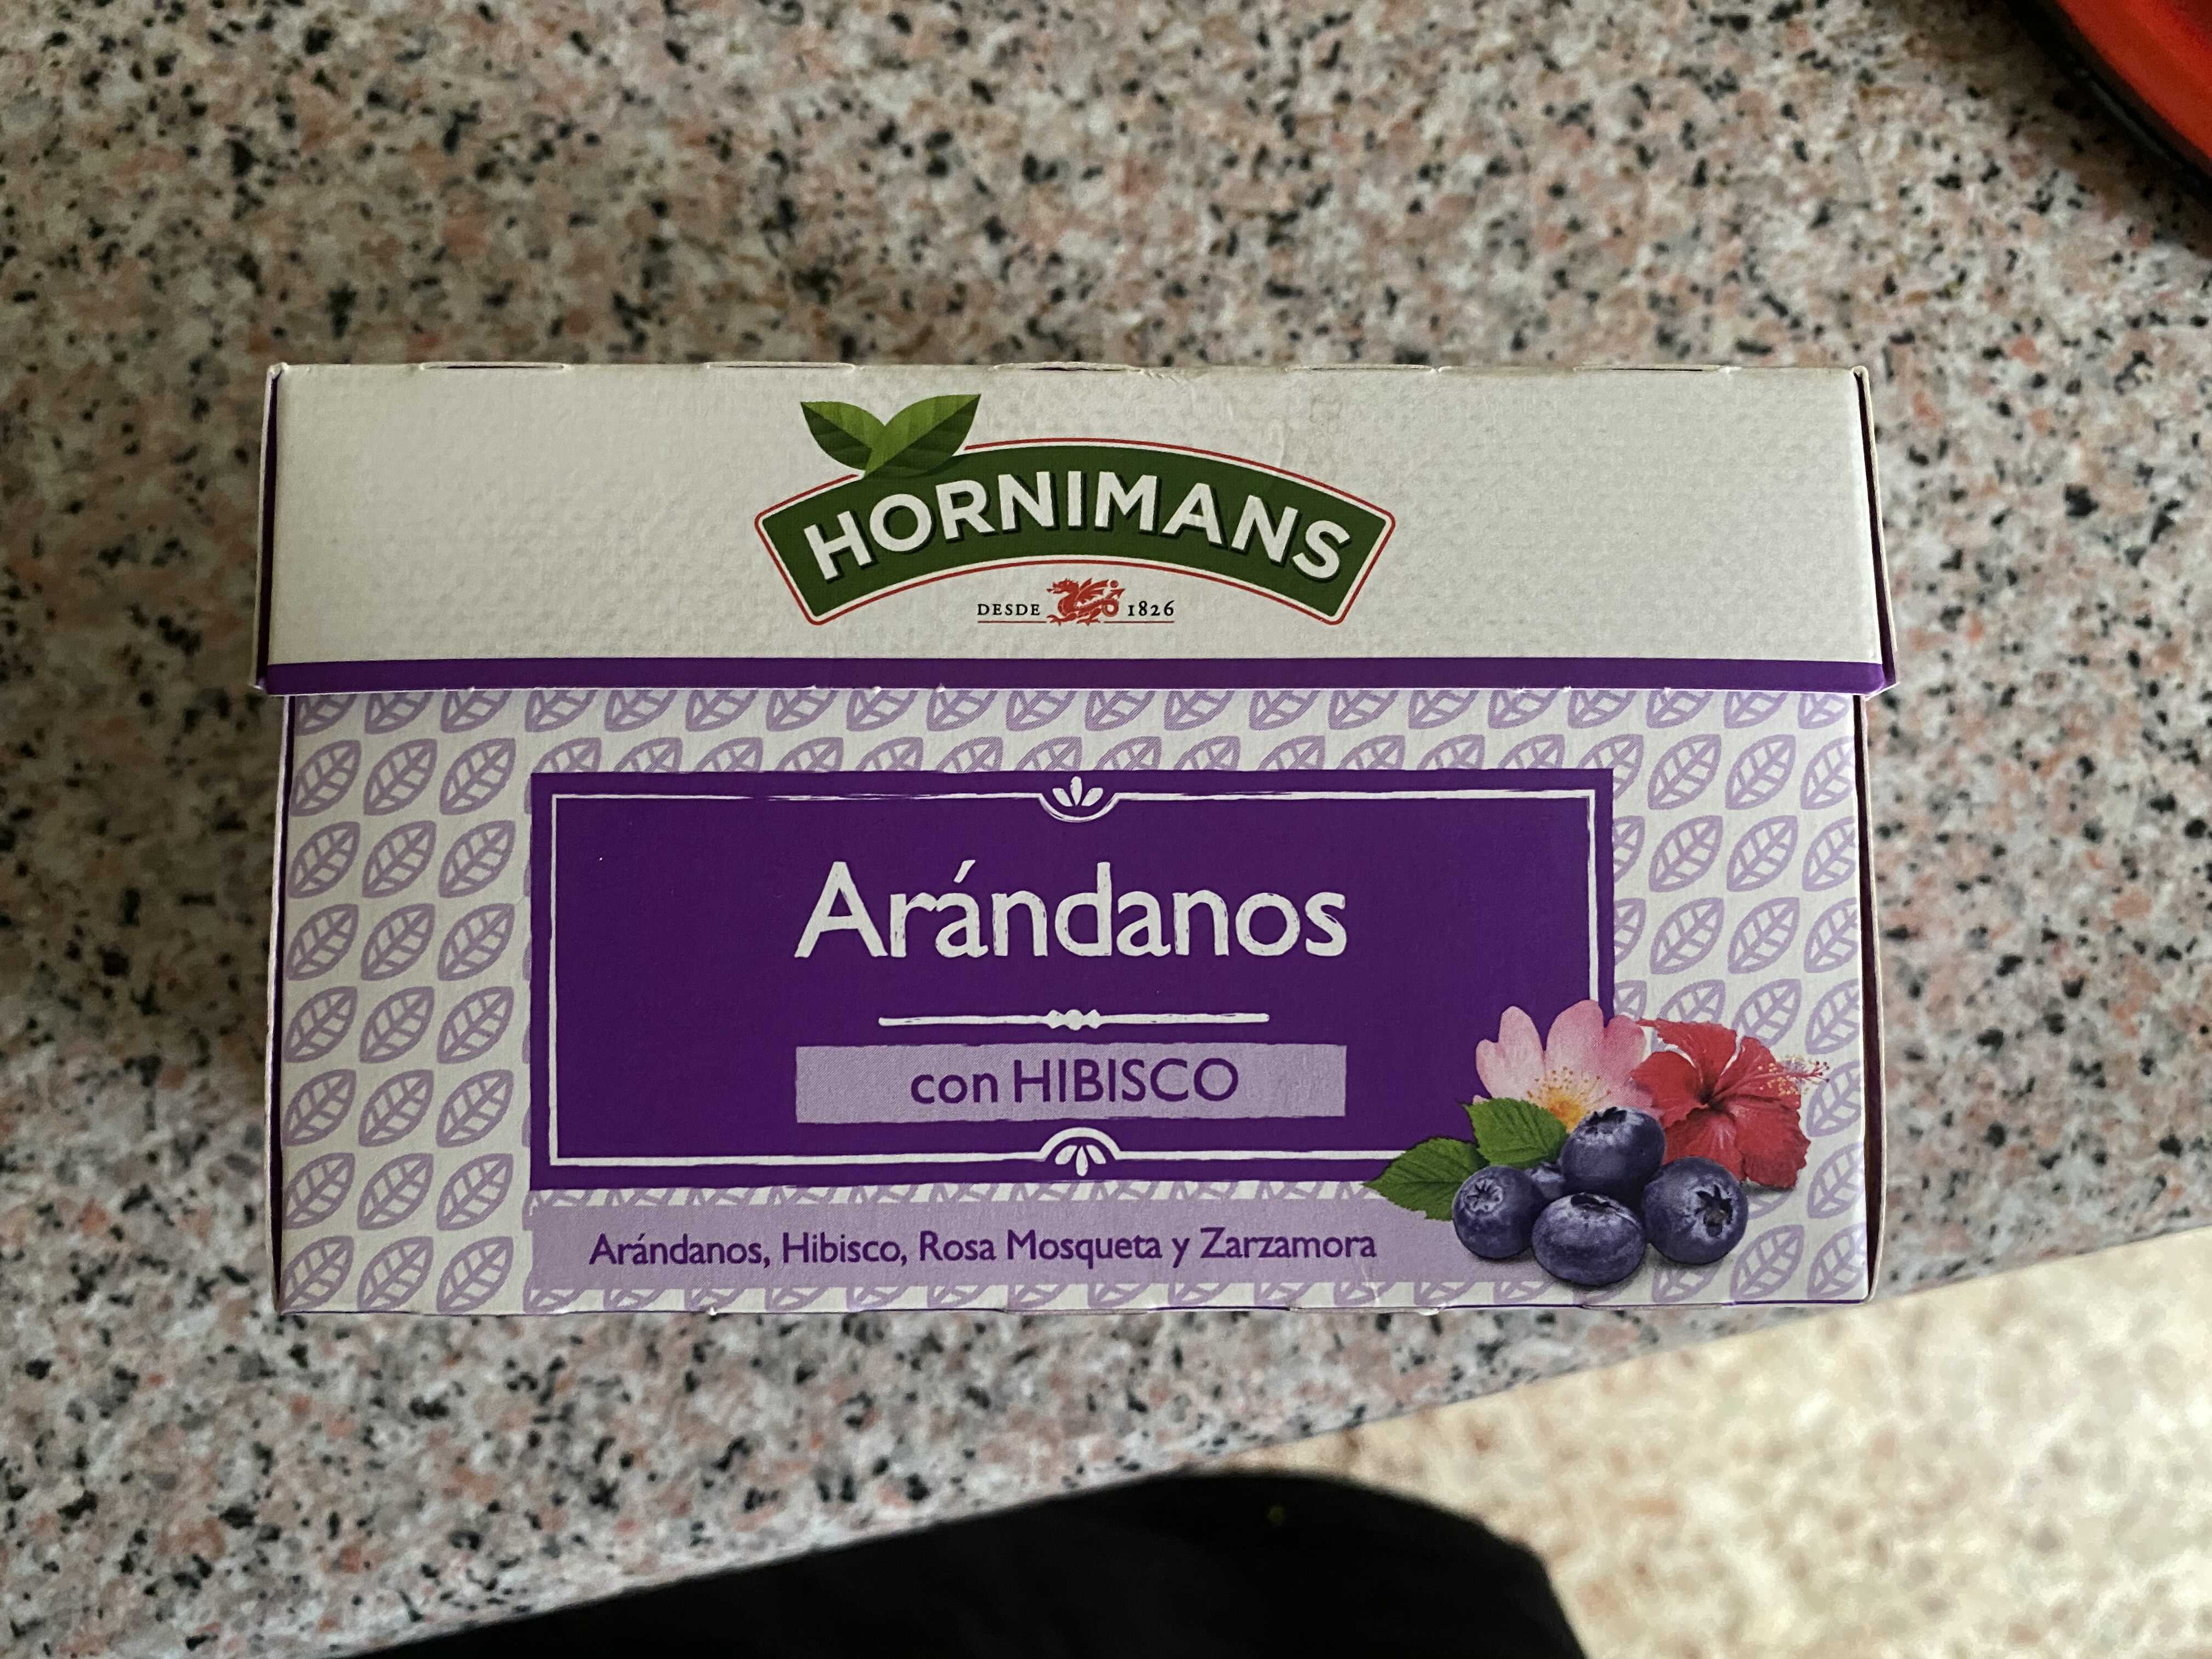 HORNIMANS
DESDE 1826
Arándanos
con HIBISCO
Arándanos, Hibisco, Rosa Mosqueta y Zarzamora